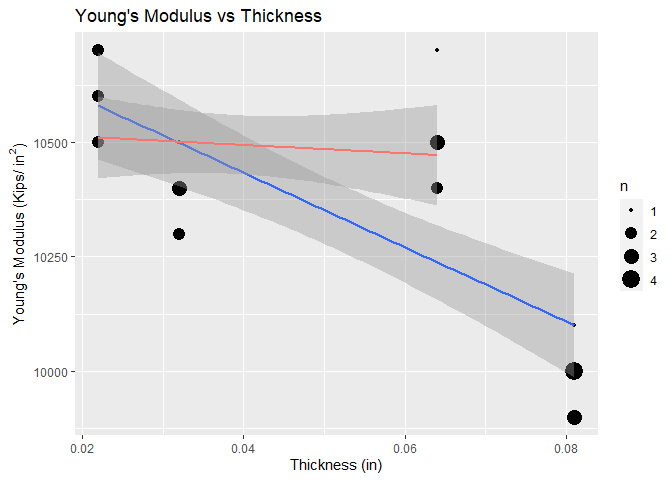 Young's Modulus vs Thickness
Young's Modulus (Kips/ in²)
10500
10250
10000
0.02
0.04
0.06
0.08
Thickness (in)
n
1
2
3
4